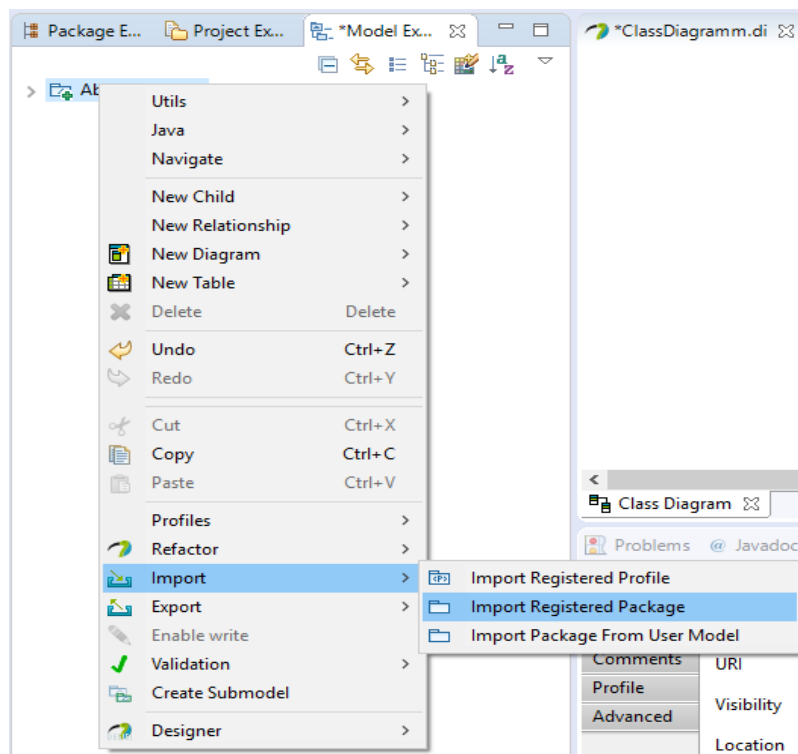 Package E...
Project Ex...
*Model Ex...
*ClassDiagramm.di
Utils
Java
Navigate
New Child
New Relationship
New Diagram
New Table
Delete Delete
Undo Ctrl+Z
Redo Ctrl+Y
Cut Ctrl+X
Copy Ctrl+C
Paste Ctrl+V
Profiles
Refactor
Import
Export
Enable write
Validation
Create Submodel
Designer
Import Registered Profile
Import Registered Package
Import Package From User Model
Class Diagram
Problems @ Javadoc
Comments
Profile
Advanced
URI
Visibility
Location